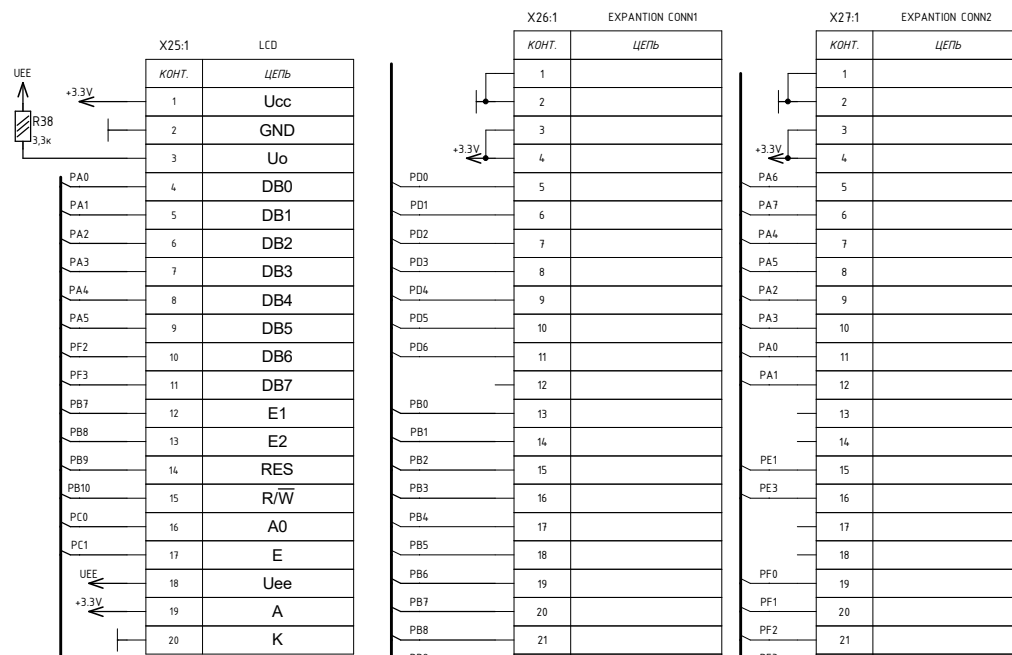 X25:1 LCD
КОНТ. ЦЕПЬ
UEE
R38
3,3к
+3.3V 1 Ucc
2 GND
3 Uo
PA0 4 DB0
PA1 5 DB1
PA2 6 DB2
PA3 7 DB3
PA4 8 DB4
PA5 9 DB5
PF2 10 DB6
PF3 11 DB7
PB7 12 E1
PB8 13 E2
PB9 14 RES
PB10 15 R/W̅
PC0 16 A0
PC1 17 E
UEE 18 Uee
+3.3V 19 A
20 K
X26:1 EXPANTION CONN1
КОНТ. ЦЕПЬ
1
2
3
+3.3V 4
PD0 5
PD1 6
PD2 7
PD3 8
PD4 9
PD5 10
PD6 11
12
PB0 13
PB1 14
PB2 15
PB3 16
PB4 17
PB5 18
PB6 19
PB7 20
PB8 21
X27:1 EXPANTION CONN2
КОНТ. ЦЕПЬ
1
2
3
+3.3V 4
PA6 5
PA7 6
PA4 7
PA5 8
PA2 9
PA3 10
PA0 11
PA1 12
13
14
PE1 15
PE3 16
17
18
PF0 19
PF1 20
PF2 21